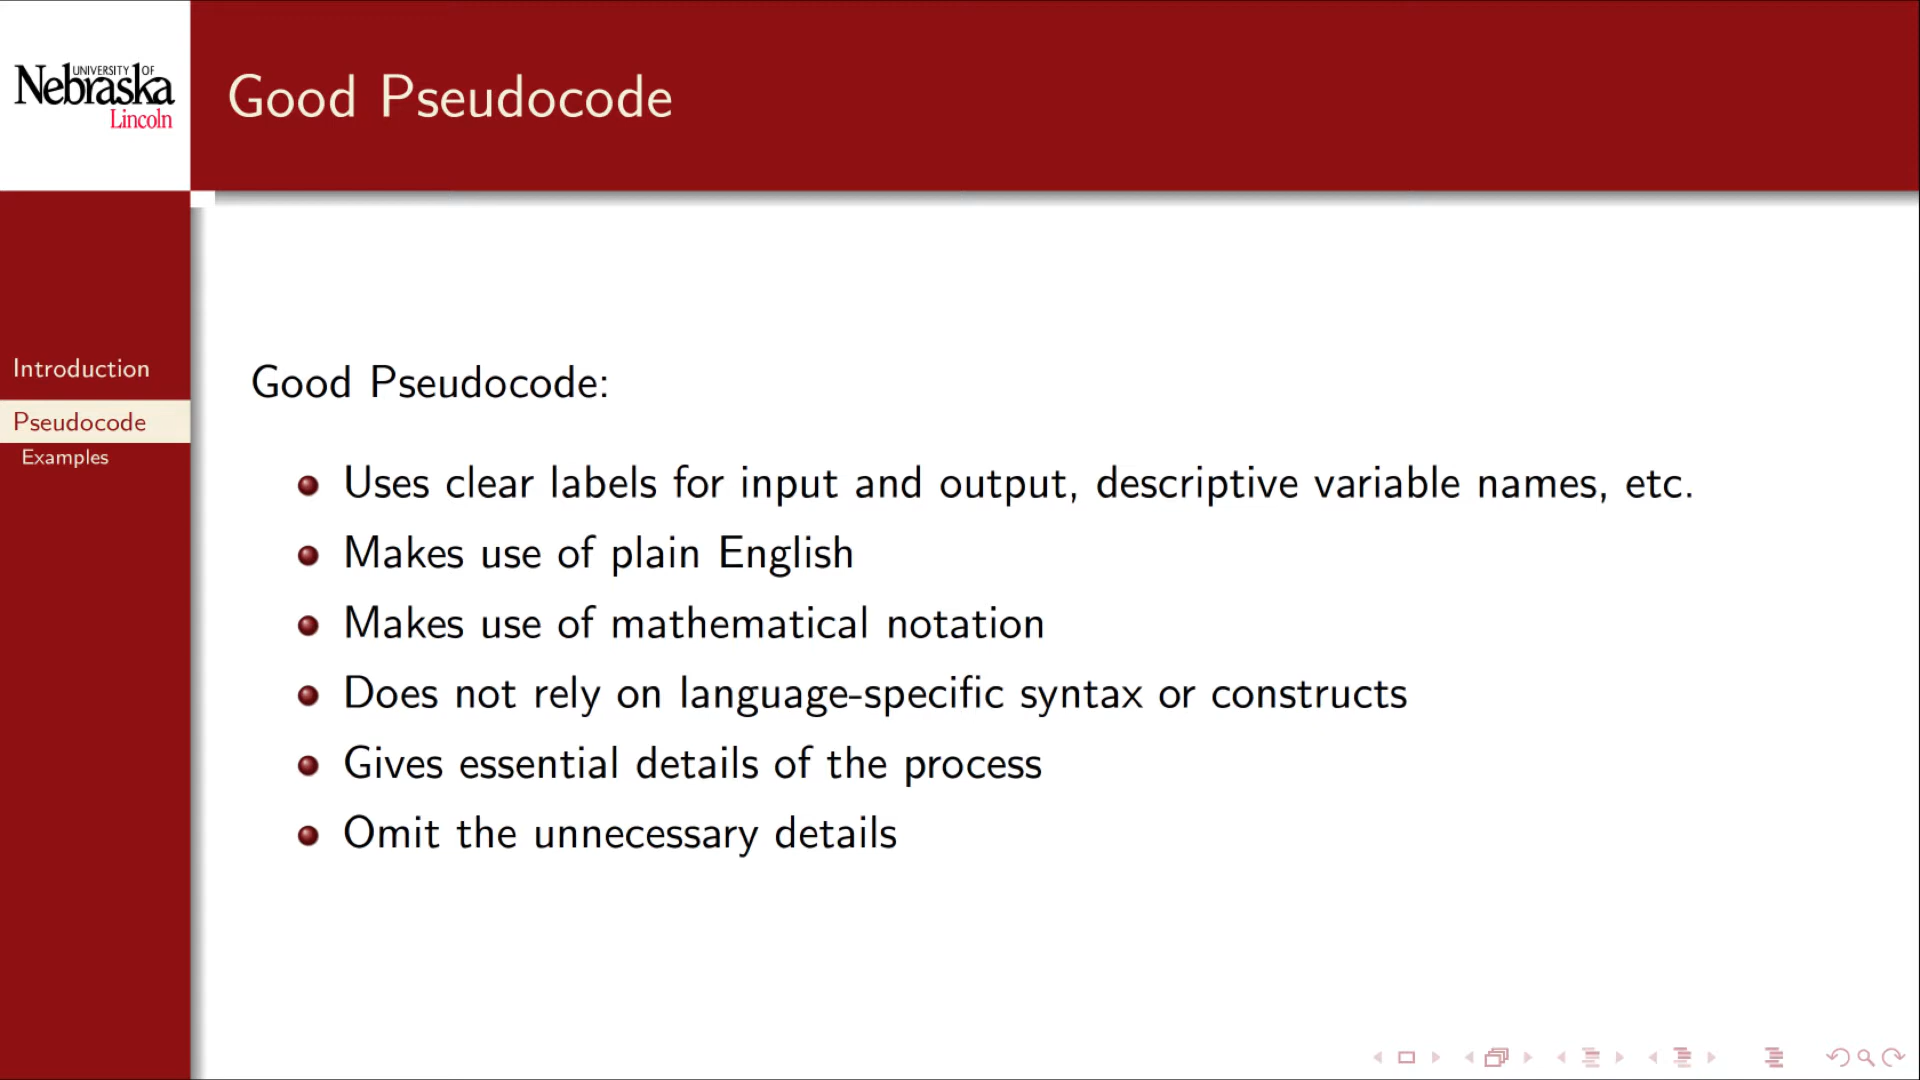 UNIVERSITY OF
Nebraska
Lincoln
Good Pseudocode
Introduction
Pseudocode
Examples
Good Pseudocode:
Uses clear labels for input and output, descriptive variable names, etc.
Makes use of plain English
Makes use of mathematical notation
Does not rely on language-specific syntax or constructs
Gives essential details of the process
Omit the unnecessary details